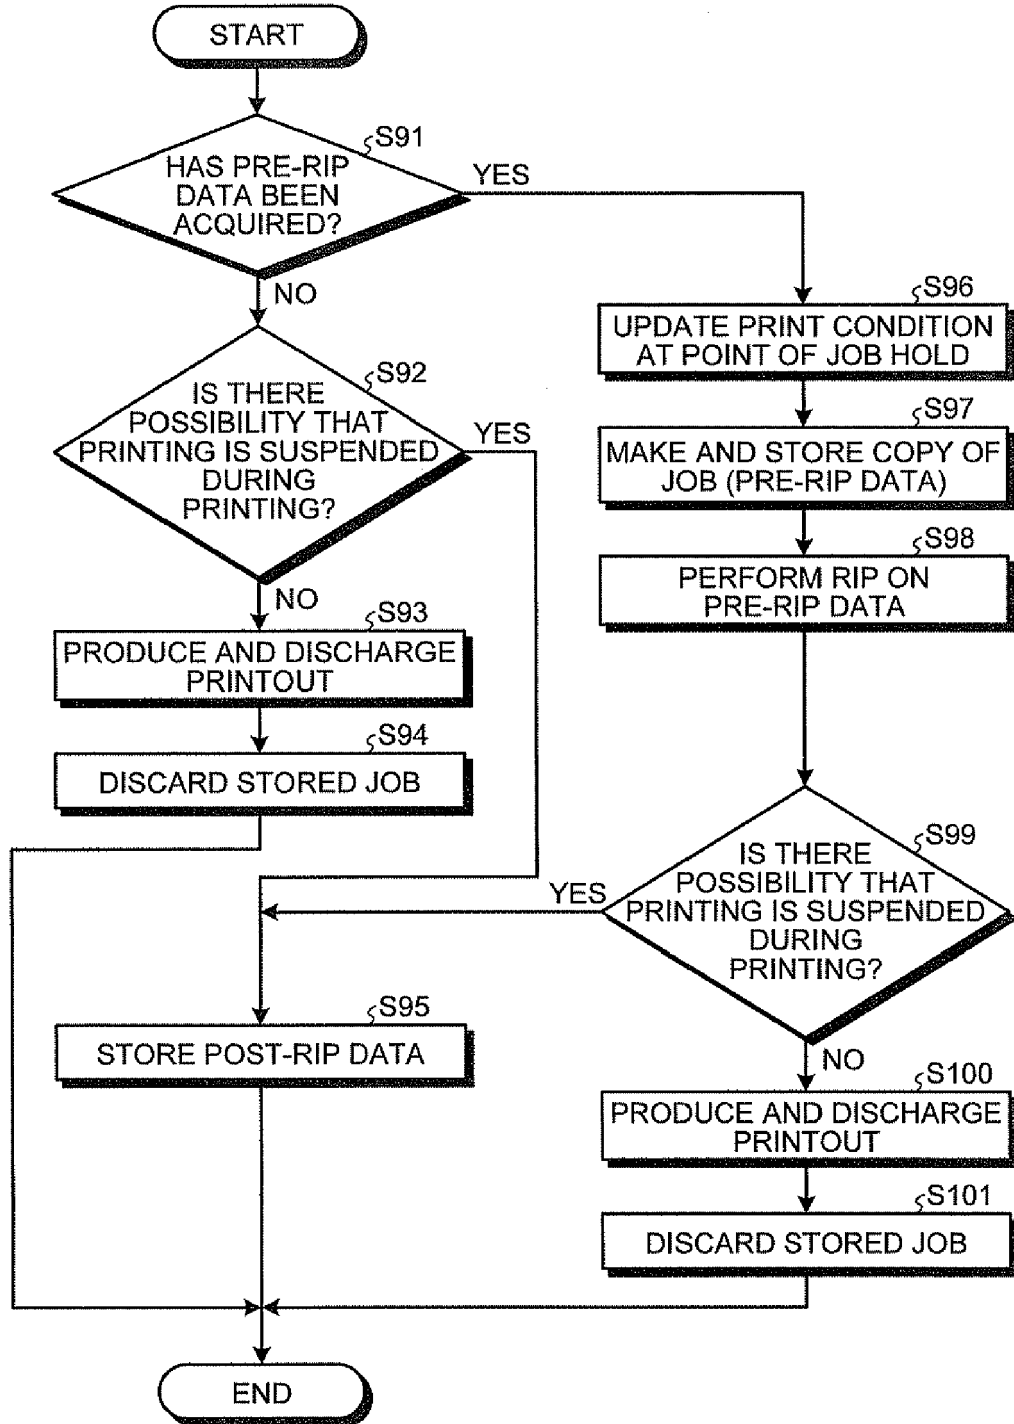 START
S91
HAS PRE-RIP
DATA BEEN
ACQUIRED?
YES
NO
S92
IS THERE
POSSIBILITY THAT
PRINTING IS SUSPENDED
DURING
PRINTING?
YES
NO
S93
PRODUCE AND DISCHARGE
PRINTOUT
S94
DISCARD STORED JOB
S95
STORE POST-RIP DATA
S96
UPDATE PRINT CONDITION
AT POINT OF JOB HOLD
S97
MAKE AND STORE COPY OF
JOB (PRE-RIP DATA)
S98
PERFORM RIP ON
PRE-RIP DATA
S99
IS THERE
POSSIBILITY THAT
PRINTING IS SUSPENDED
DURING
PRINTING?
YES
NO
S100
PRODUCE AND DISCHARGE
PRINTOUT
S101
DISCARD STORED JOB
END